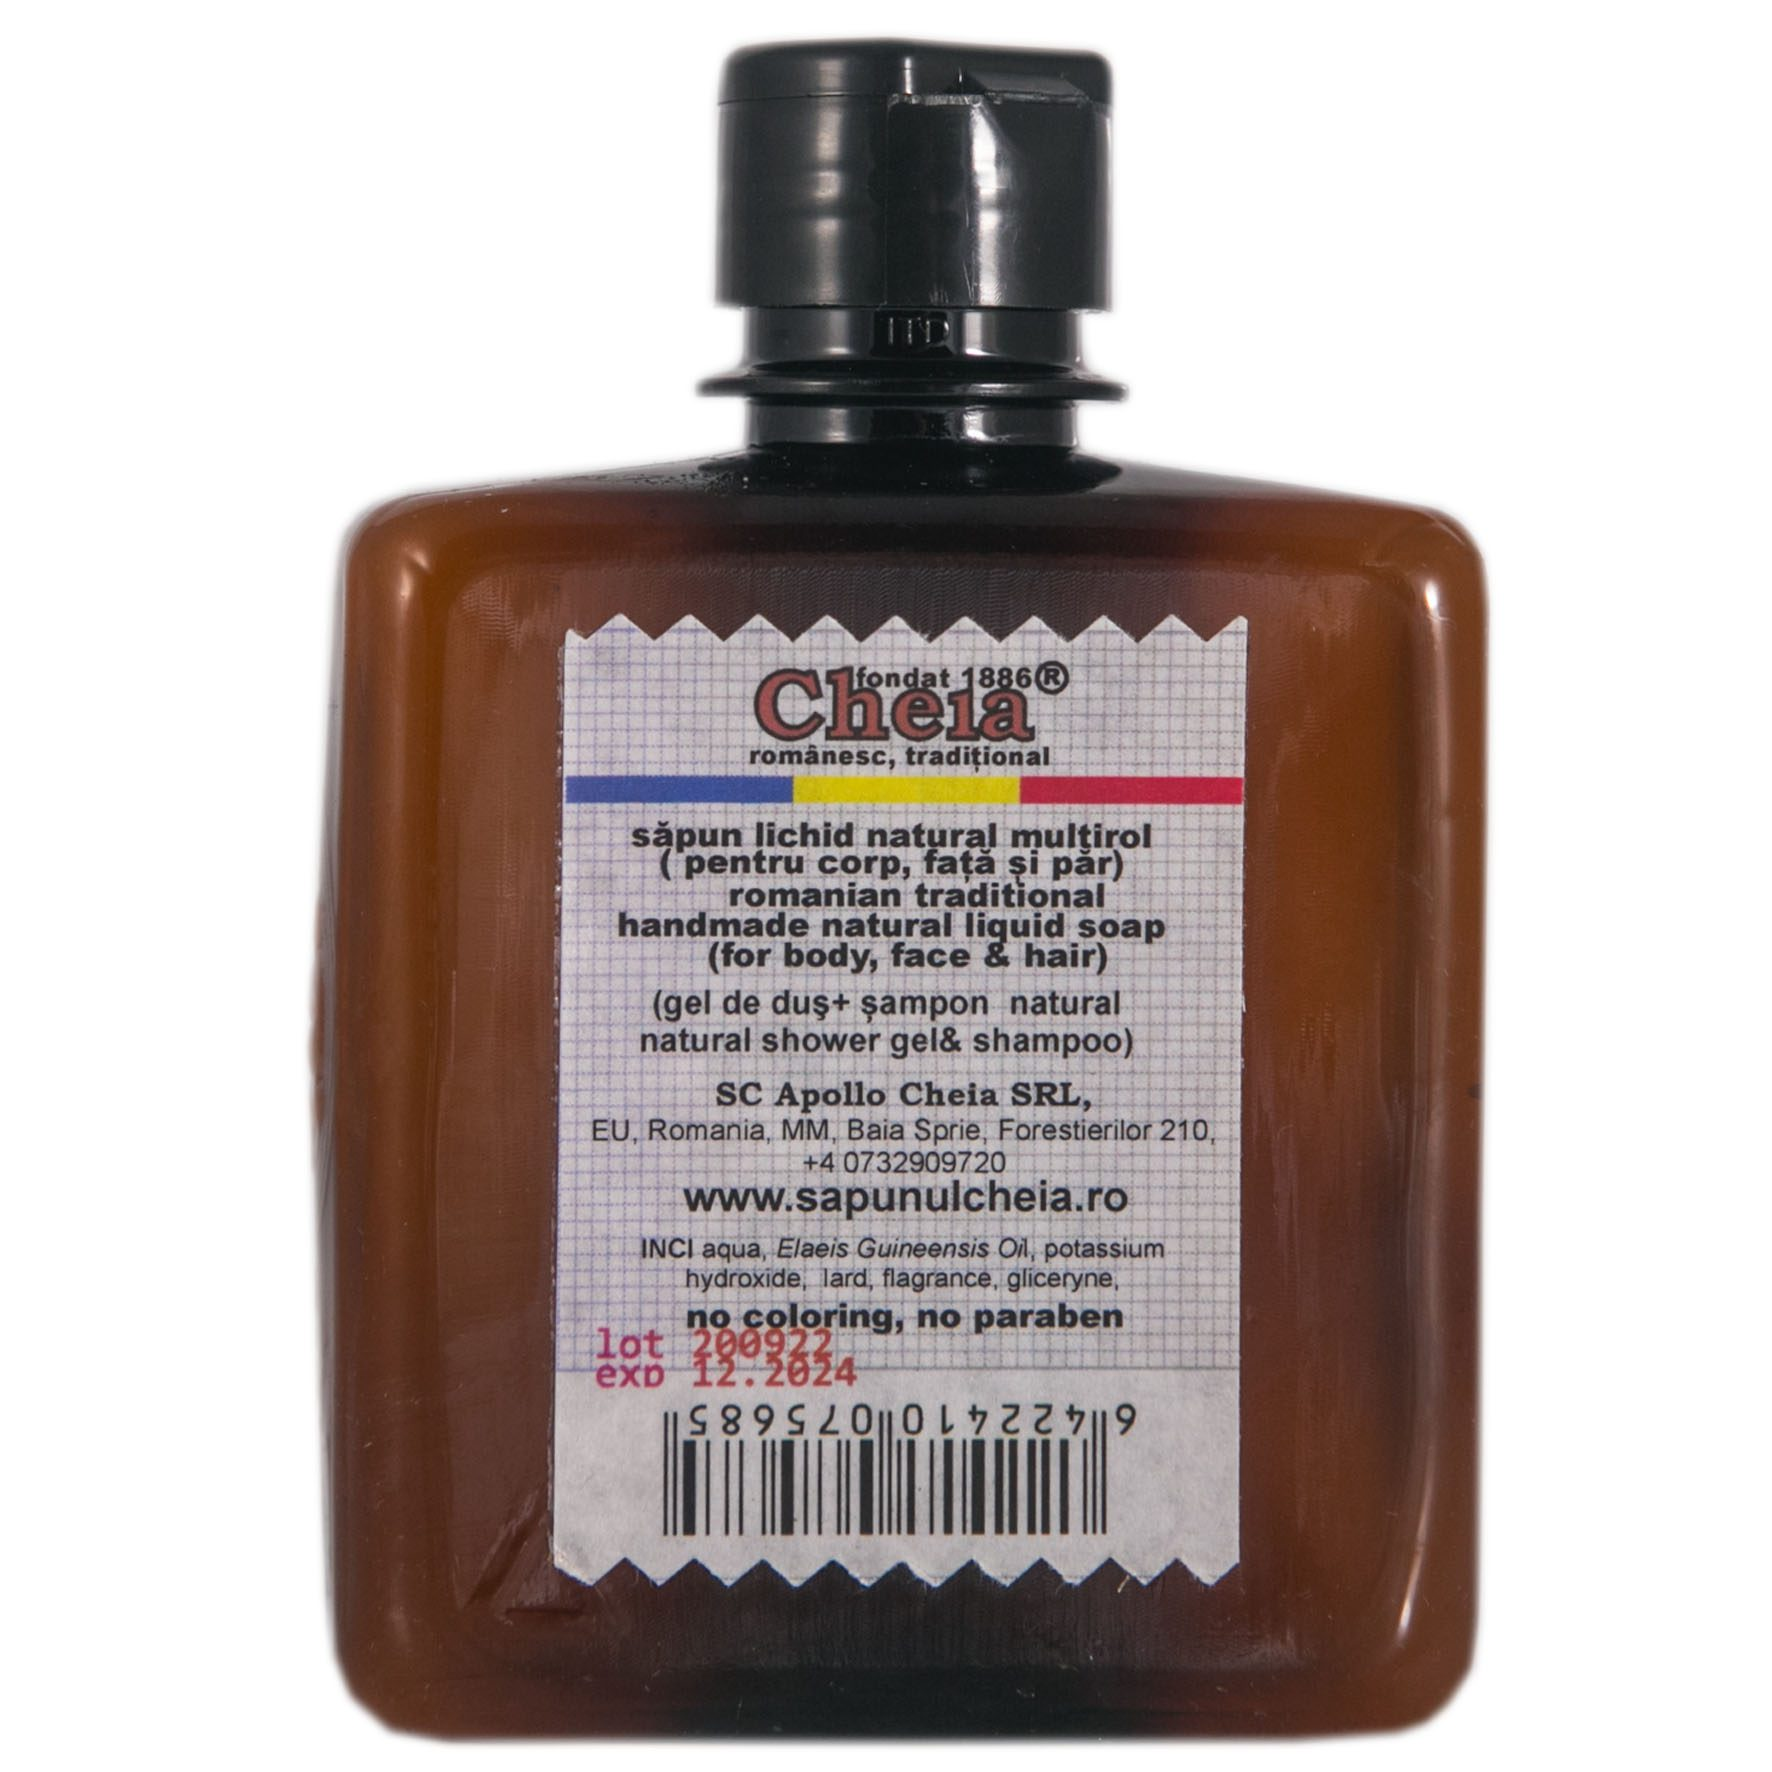 ITD
fondat 1886®
Cheia
românesc, tradițional
săpun lichid natural multirol
( pentru corp, față și păr)
romanian traditional
handmade natural liquid soap
(for body, face & hair)
(gel de duş+ șampon natural
natural shower gel& shampoo)
SC Apollo Cheia SRL,
EU, Romania, MM, Baia Sprie, Forestierilor 210,
+4 0732909720
www.sapunulcheia.ro
INCI aqua, Elaeis Guineensis Oil, potassium
hydroxide, lard, flagrance, gliceryne,
no coloring, no paraben
lot 200922
exp 12.2024
6 422410 075685